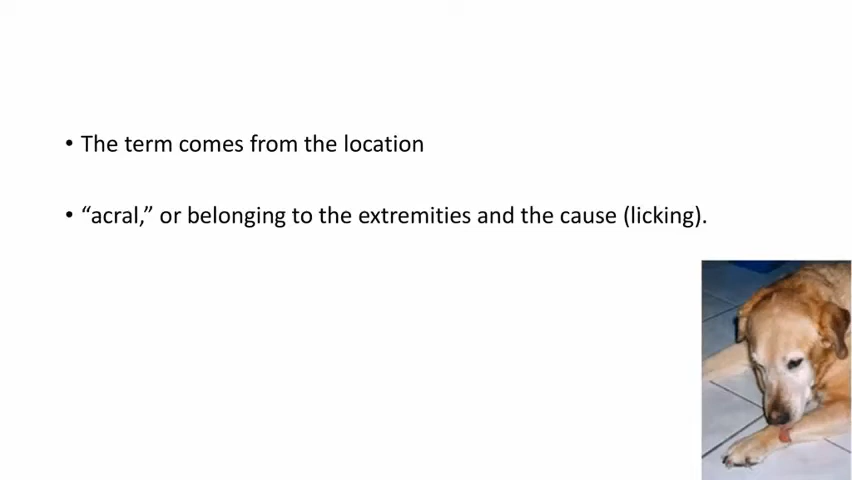 • The term comes from the location
• “acral,” or belonging to the extremities and the cause (licking).